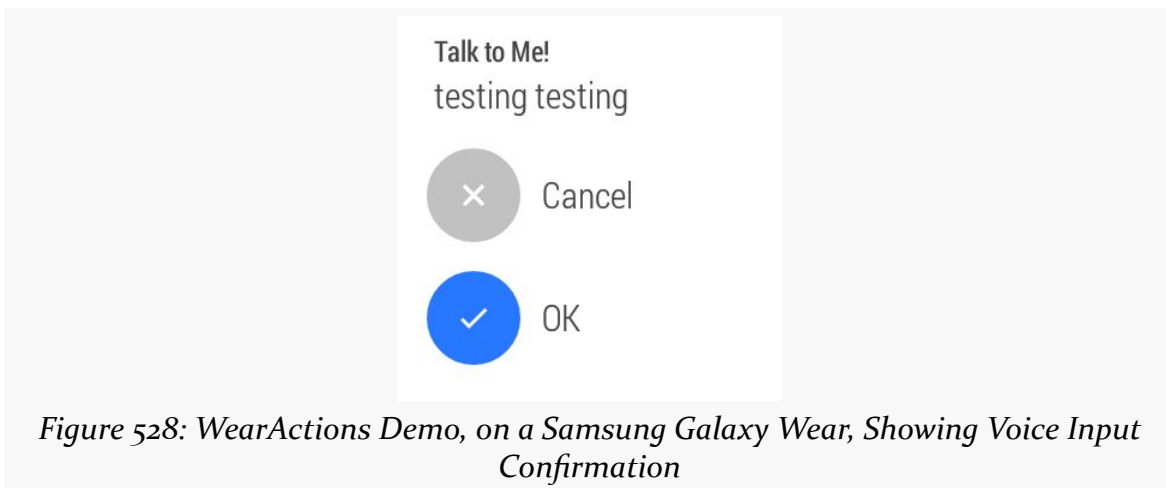 Talk to Me!
testing testing
Cancel
OK
Figure 528: WearActions Demo, on a Samsung Galaxy Wear, Showing Voice Input
Confirmation